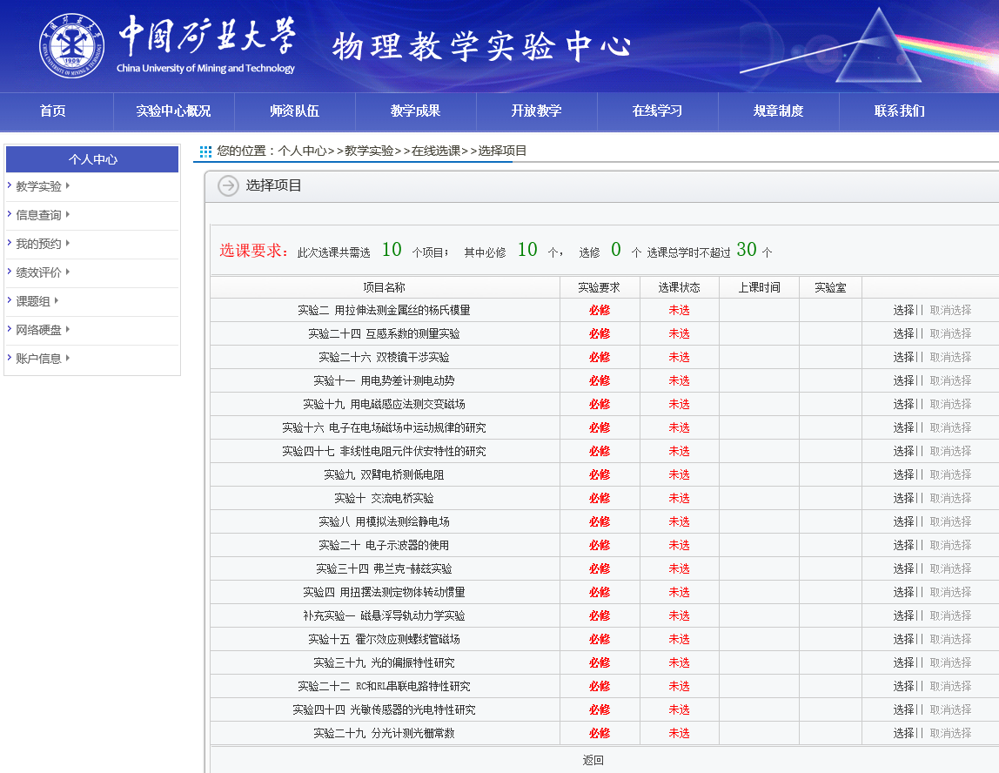 中国矿业大学 物理教学实验中心
China University of Mining and Technology
CHINA UNIVERSITY OF MINING & TECHNOLOGY
1909
首页 实验中心概况 师资队伍 教学成果 开放教学 在线学习 规章制度 联系我们
个人中心
教学实验
信息查询
我的预约
绩效评价
课题组
网络硬盘
账户信息
您的位置：个人中心>>教学实验>>在线选课>>选择项目
选择项目
选课要求：此次选课共需选 10 个项目； 其中必修 10 个， 选修 0 个 选课总学时不超过 30 个
项目名称 实验要求 选课状态 上课时间 实验室
实验二 用拉伸法测金属丝的杨氏模量 必修 未选 选择|| 取消选择
实验二十四 互感系数的测量实验 必修 未选 选择|| 取消选择
实验二十六 双棱镜干涉实验 必修 未选 选择|| 取消选择
实验十一 用电势差计测电动势 必修 未选 选择|| 取消选择
实验十九 用电磁感应法测交变磁场 必修 未选 选择|| 取消选择
实验十六 电子在电场磁场中运动规律的研究 必修 未选 选择|| 取消选择
实验四十七 非线性电阻元件伏安特性的研究 必修 未选 选择|| 取消选择
实验九 双臂电桥测低电阻 必修 未选 选择|| 取消选择
实验十 交流电桥实验 必修 未选 选择|| 取消选择
实验八 用模拟法测绘静电场 必修 未选 选择|| 取消选择
实验二十 电子示波器的使用 必修 未选 选择|| 取消选择
实验三十四 弗兰克-赫兹实验 必修 未选 选择|| 取消选择
实验四 用扭摆法测定物体转动惯量 必修 未选 选择|| 取消选择
补充实验一 磁悬浮导轨动力学实验 必修 未选 选择|| 取消选择
实验十五 霍尔效应测螺线管磁场 必修 未选 选择|| 取消选择
实验三十九 光的偏振特性研究 必修 未选 选择|| 取消选择
实验二十二 RC和RL串联电路特性研究 必修 未选 选择|| 取消选择
实验四十四 光敏传感器的光电特性研究 必修 未选 选择|| 取消选择
实验二十九 分光计测光栅常数 必修 未选 选择|| 取消选择
返回